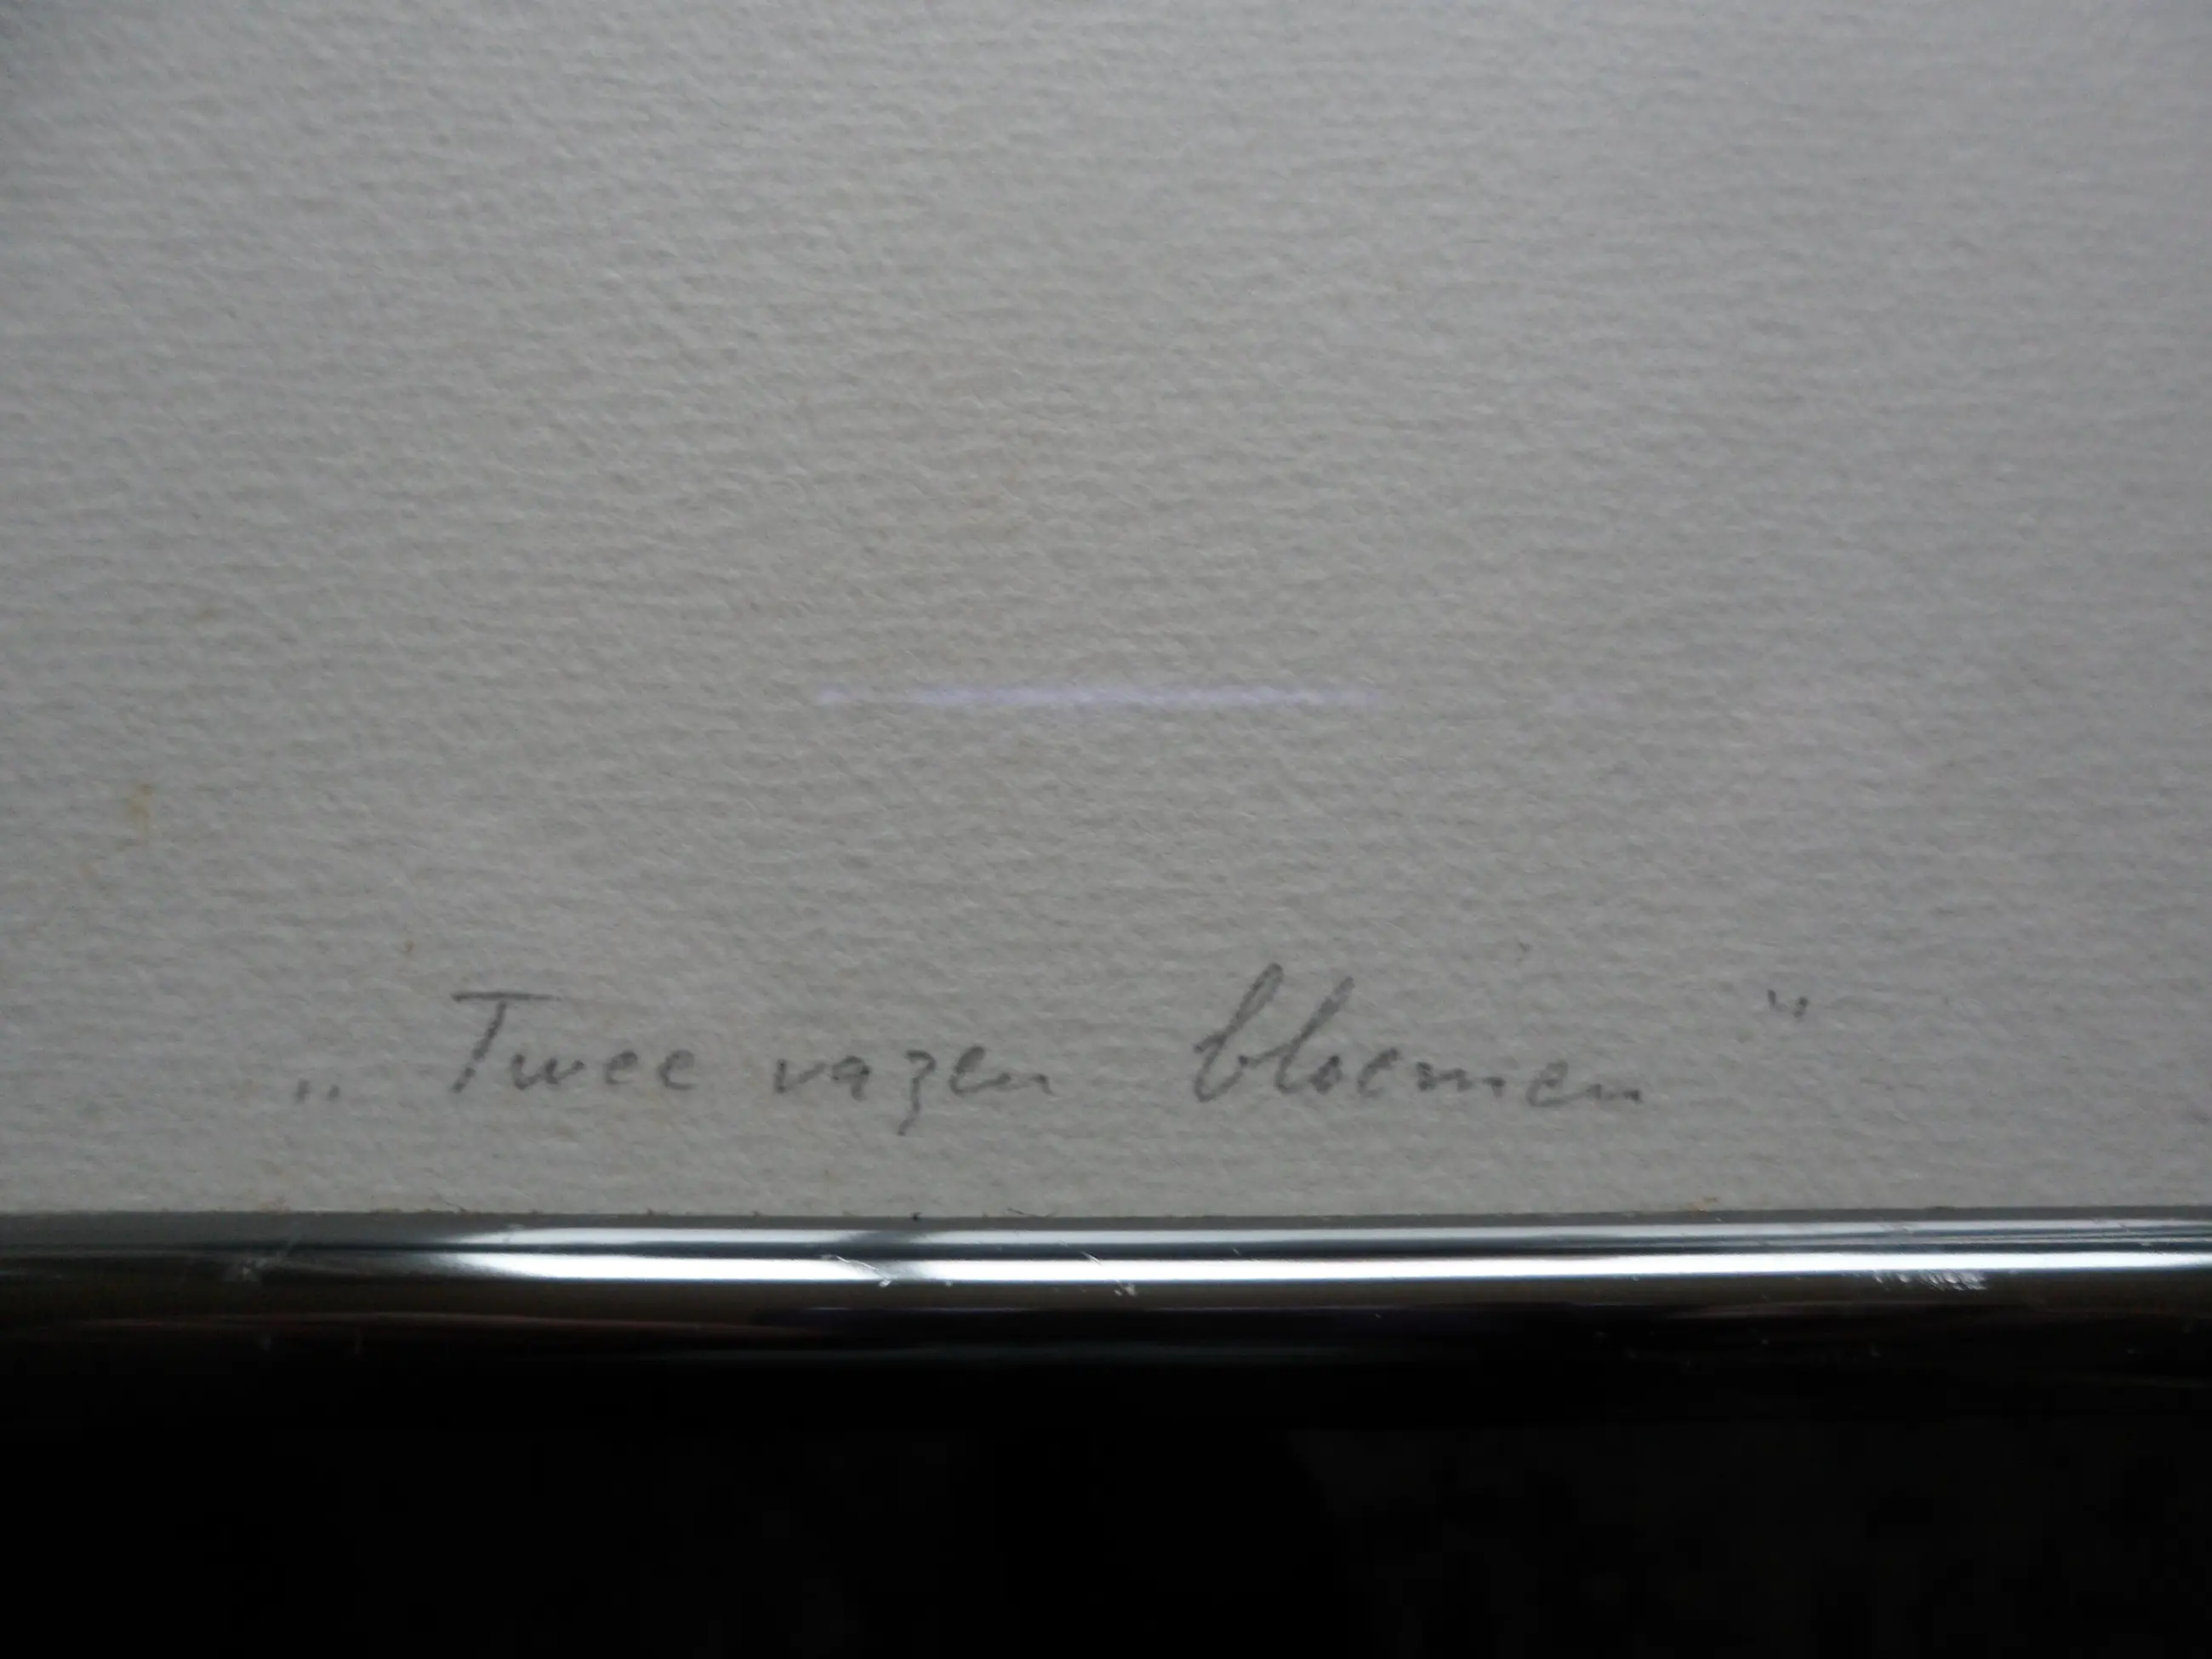 „ Twee vazen bloemen "